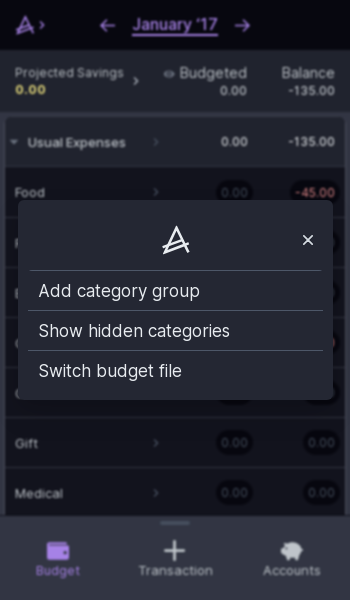 January '17
Projected Savings
0.00
Budgeted
0.00
Balance
-135.00
Usual Expenses
0.00
-135.00
Food
0.00
-45.00
Add category group
Show hidden categories
Switch budget file
Gift
0.00
0.00
Medical
0.00
0.00
Budget
Transaction
Accounts